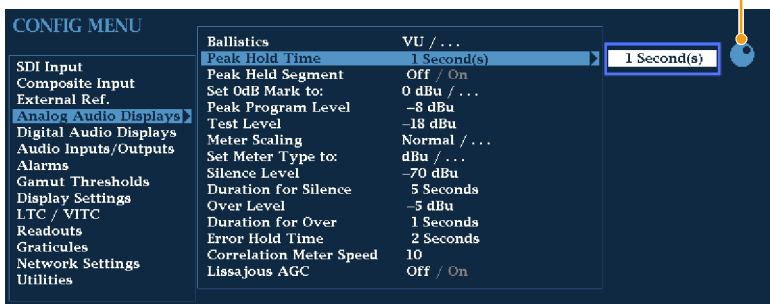 CONFIG MENU
SDI Input
Composite Input
External Ref.
Analog Audio Displays
Digital Audio Displays
Audio Inputs/Outputs
Alarms
Gamut Thresholds
Display Settings
LTC / VITC
Readouts
Graticules
Network Settings
Utilities
Ballistics VU / . . .
Peak Hold Time 1 Second(s)
Peak Held Segment Off / On
Set 0dB Mark to: 0 dBu / . . .
Peak Program Level –8 dBu
Test Level –18 dBu
Meter Scaling Normal / . . .
Set Meter Type to: dBu / . . .
Silence Level –70 dBu
Duration for Silence 5 Seconds
Over Level –5 dBu
Duration for Over 1 Seconds
Error Hold Time 2 Seconds
Correlation Meter Speed 10
Lissajous AGC Off / On
1 Second(s)